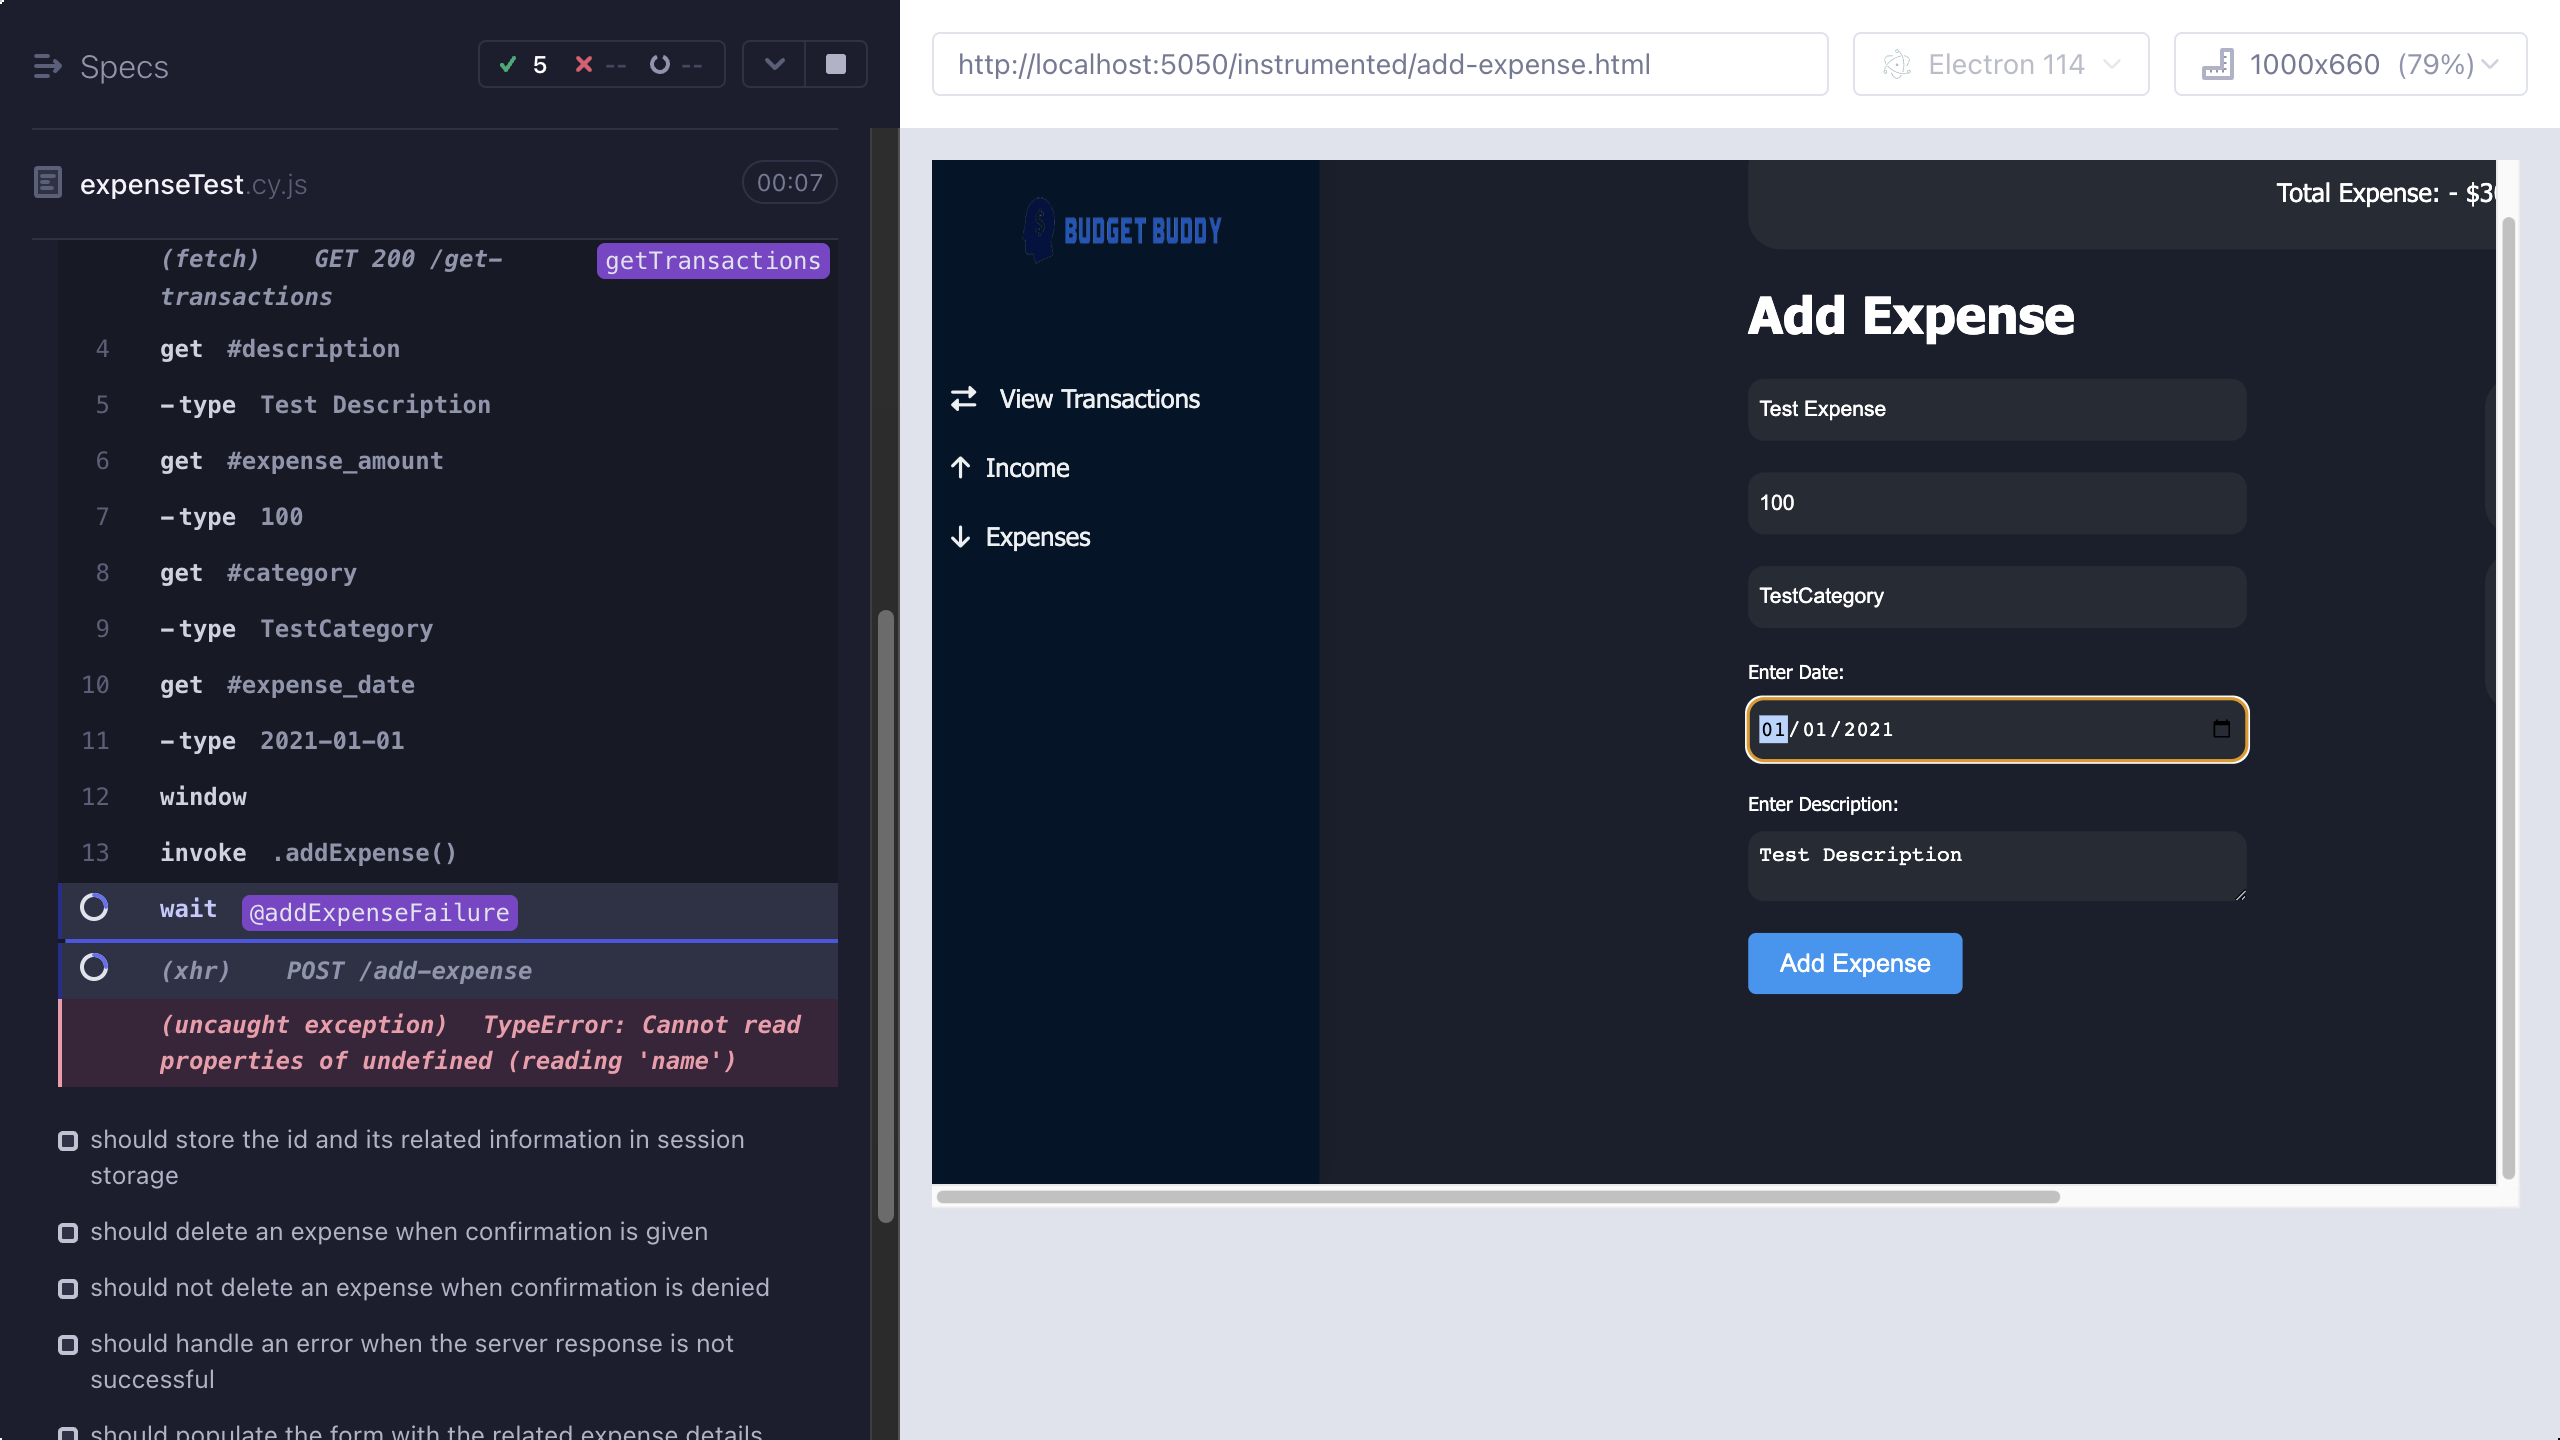 Specs
5 -- --
expenseTest.cy.js 00:07
(fetch) GET 200 /get-
transactions
getTransactions
4 get #description
5 -type Test Description
6 get #expense_amount
7 -type 100
8 get #category
9 -type TestCategory
10 get #expense_date
11 -type 2021-01-01
12 window
13 invoke .addExpense()
wait @addExpenseFailure
(xhr) POST /add-expense
(uncaught exception) TypeError: Cannot read
properties of undefined (reading 'name')
should store the id and its related information in session
storage
should delete an expense when confirmation is given
should not delete an expense when confirmation is denied
should handle an error when the server response is not
successful
should populate the form with the related expense details
http://localhost:5050/instrumented/add-expense.html
Electron 114
1000x660 (79%)
BUDGET BUDDY
View Transactions
Income
Expenses
Total Expense: - $3
Add Expense
Test Expense
100
TestCategory
Enter Date:
01/01/2021
Enter Description:
Test Description
Add Expense